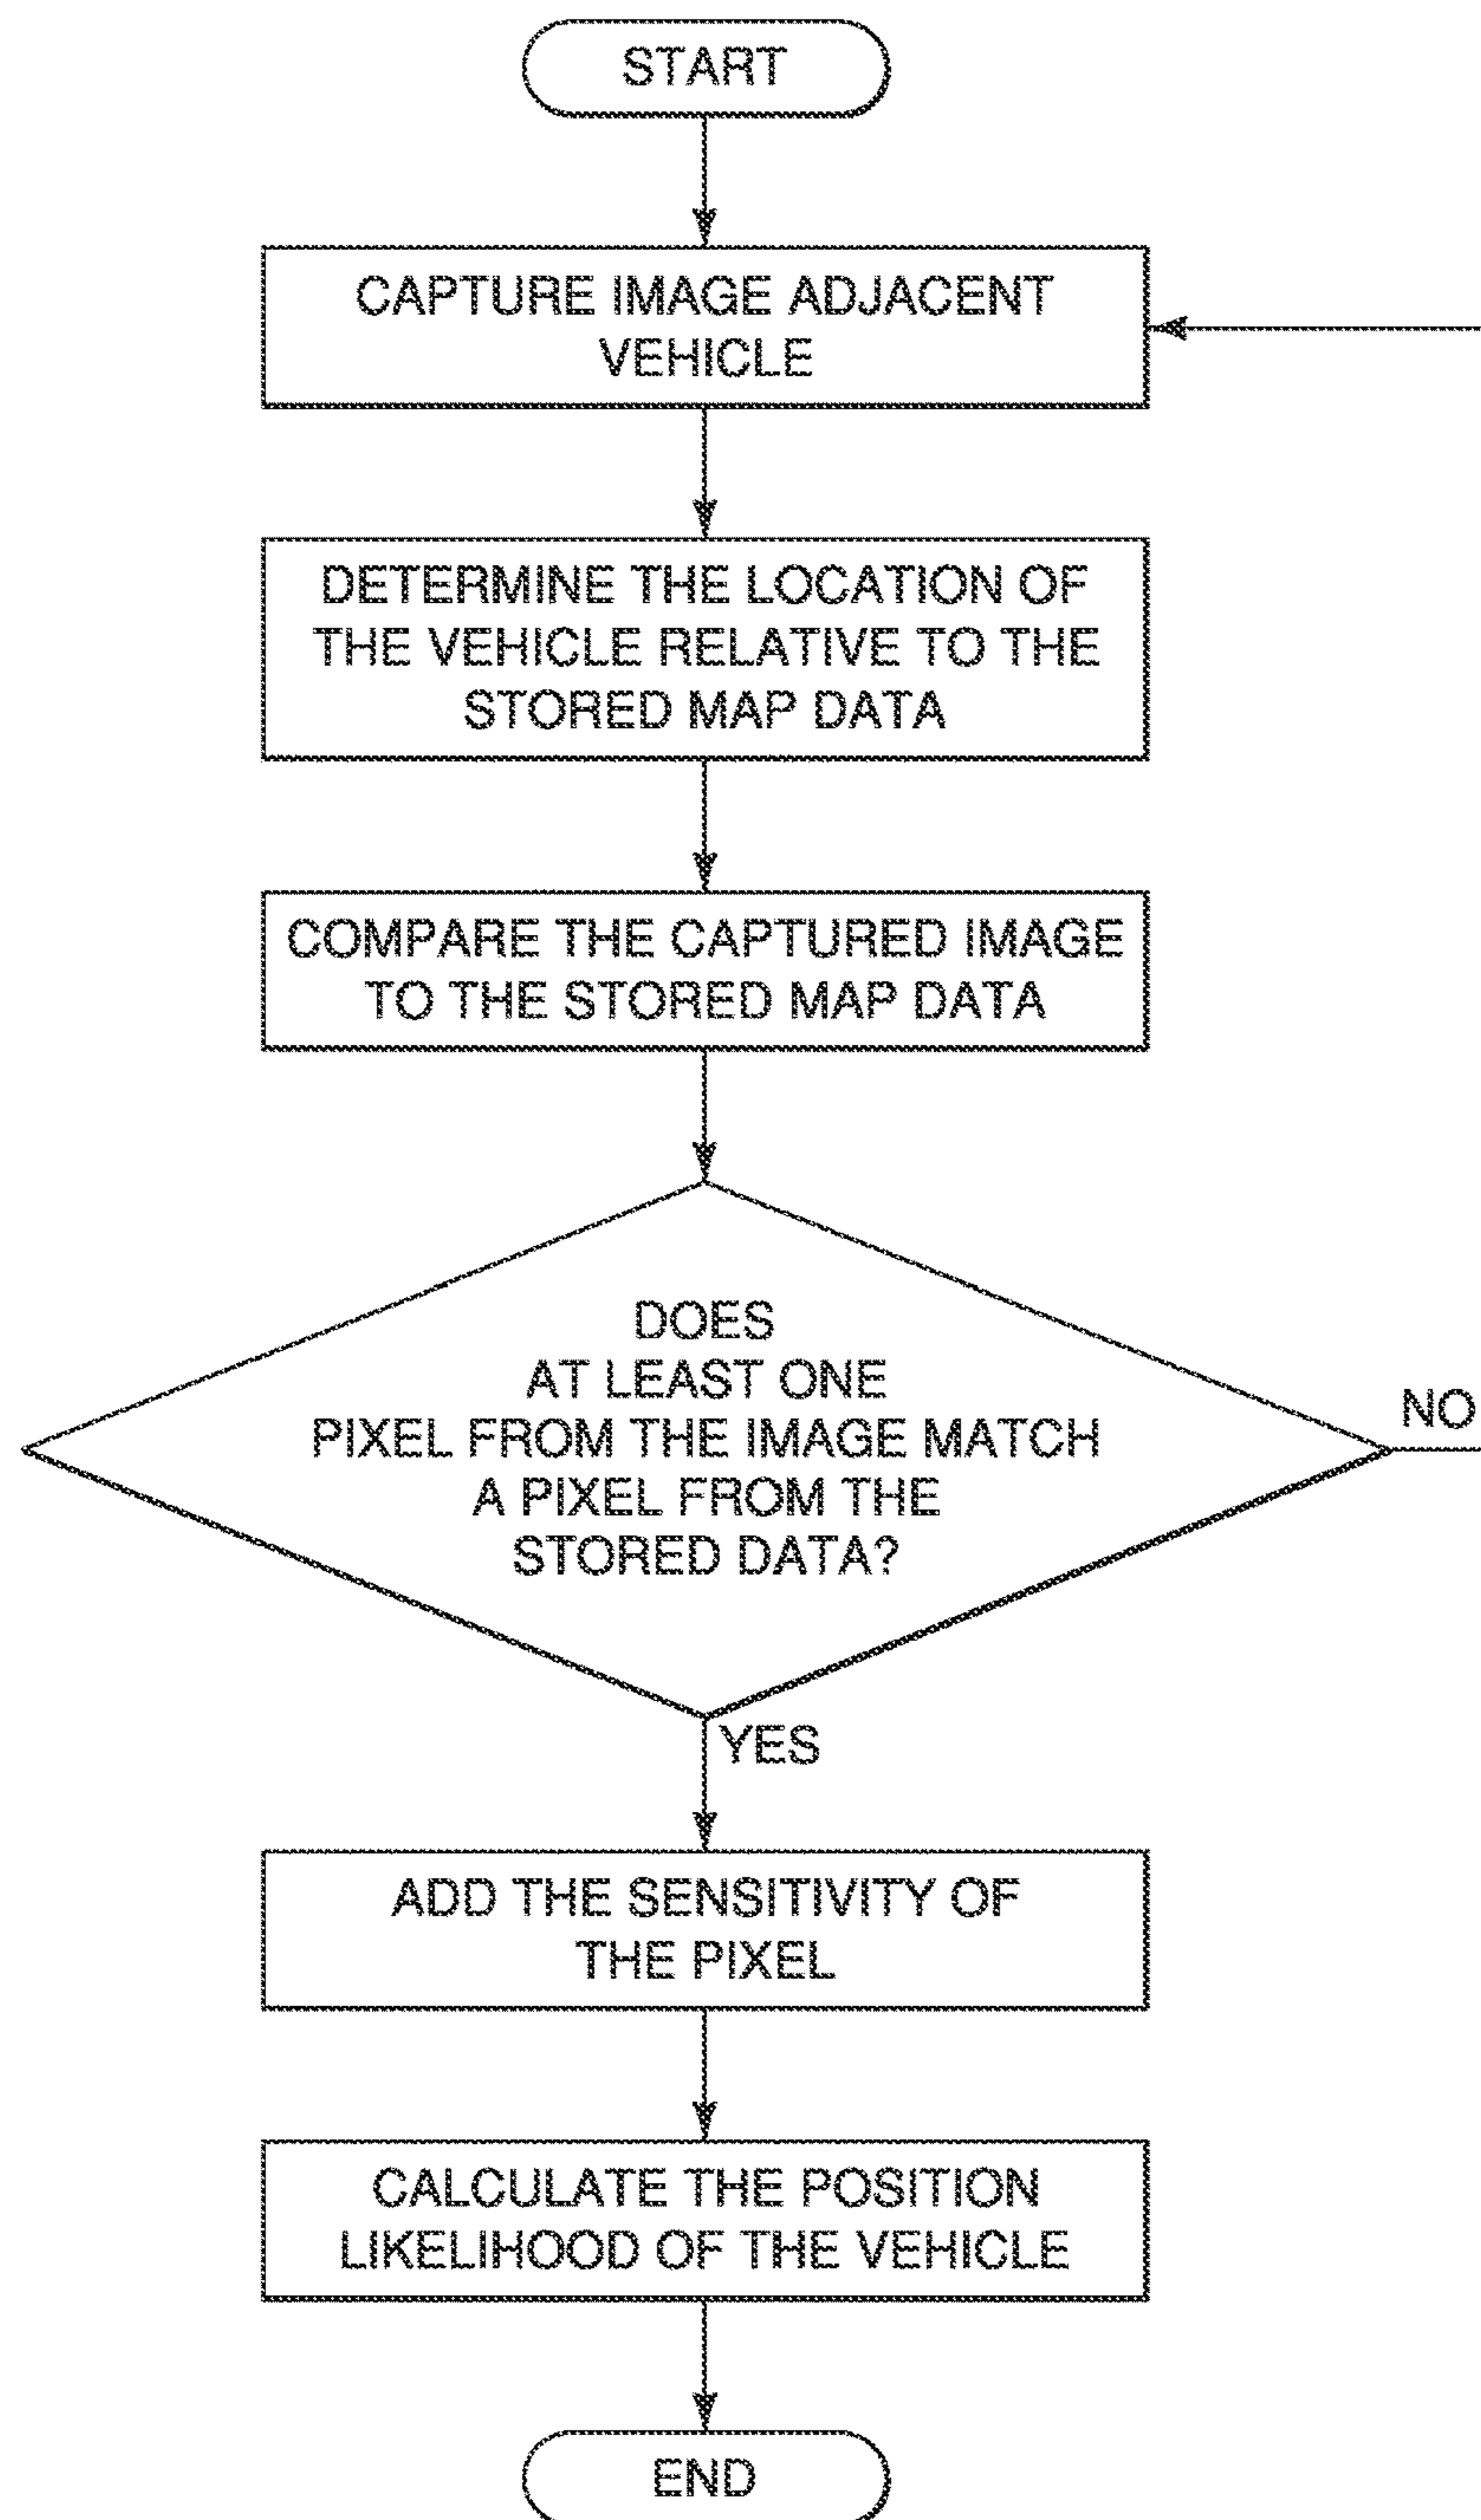 START
CAPTURE IMAGE ADJACENT
VEHICLE
DETERMINE THE LOCATION OF
THE VEHICLE RELATIVE TO THE
STORED MAP DATA
COMPARE THE CAPTURED IMAGE
TO THE STORED MAP DATA
DOES
AT LEAST ONE
PIXEL FROM THE IMAGE MATCH
A PIXEL FROM THE
STORED DATA?
NO
YES
ADD THE SENSITIVITY OF
THE PIXEL
CALCULATE THE POSITION
LIKELIHOOD OF THE VEHICLE
END